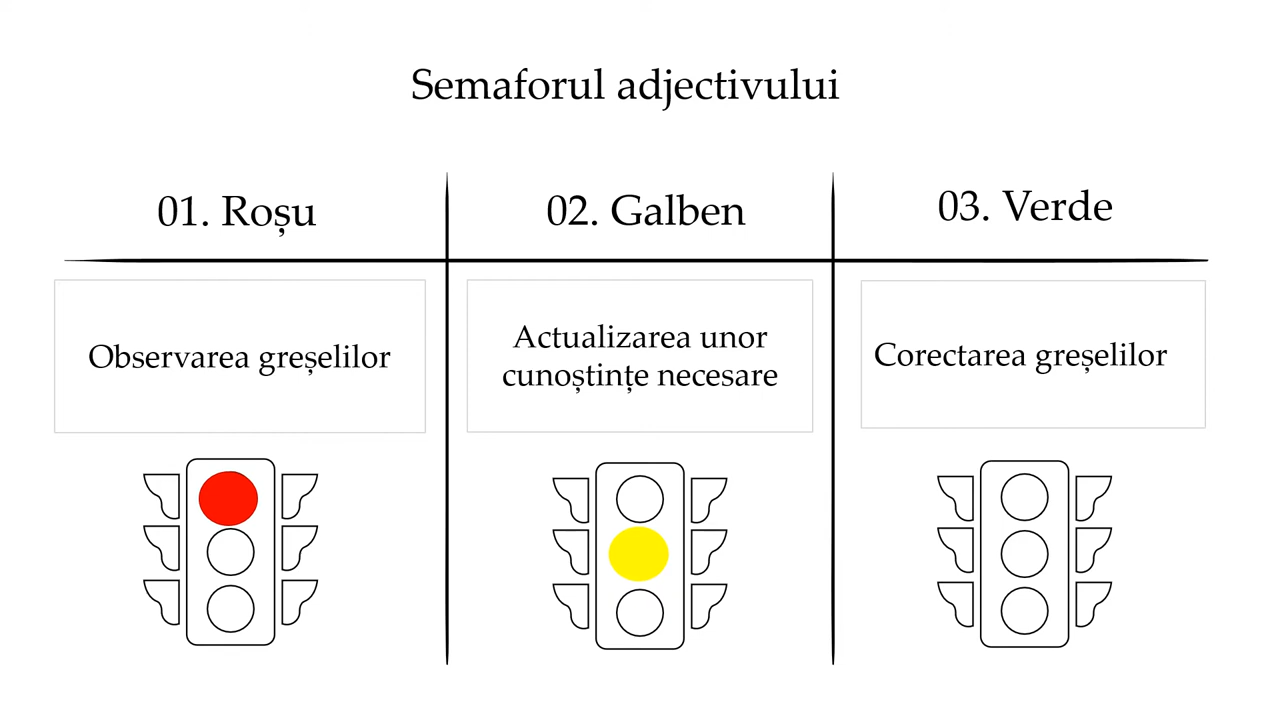 Semaforul adjectivului
01. Roșu
02. Galben
03. Verde
Observarea greșelilor
Actualizarea unor
cunoștințe necesare
Corectarea greșelilor